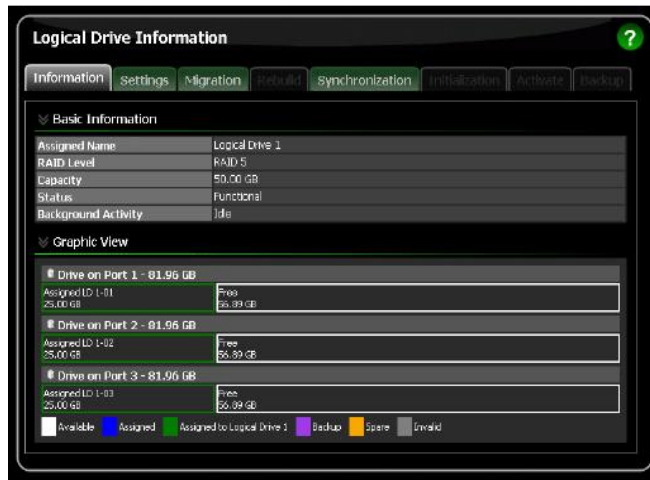 Logical Drive Information
?
Information Settings Migration Rebuild Synchronization Initialization Activate Backup
Basic Information
Assigned Name Logical Drive 1
RAID Level RAID 5
Capacity 50.00 GB
Status Functional
Background Activity Idle
Graphic View
Drive on Port 1 - 81.96 GB
Assigned LD 1-01 Free
25.00 GB 56.89 GB
Drive on Port 2 - 81.96 GB
Assigned LD 1-02 Free
25.00 GB 56.89 GB
Drive on Port 3 - 81.96 GB
Assigned LD 1-03 Free
25.00 GB 56.89 GB
Available Assigned Assigned to Logical Drive 1 Backup Spare Invalid